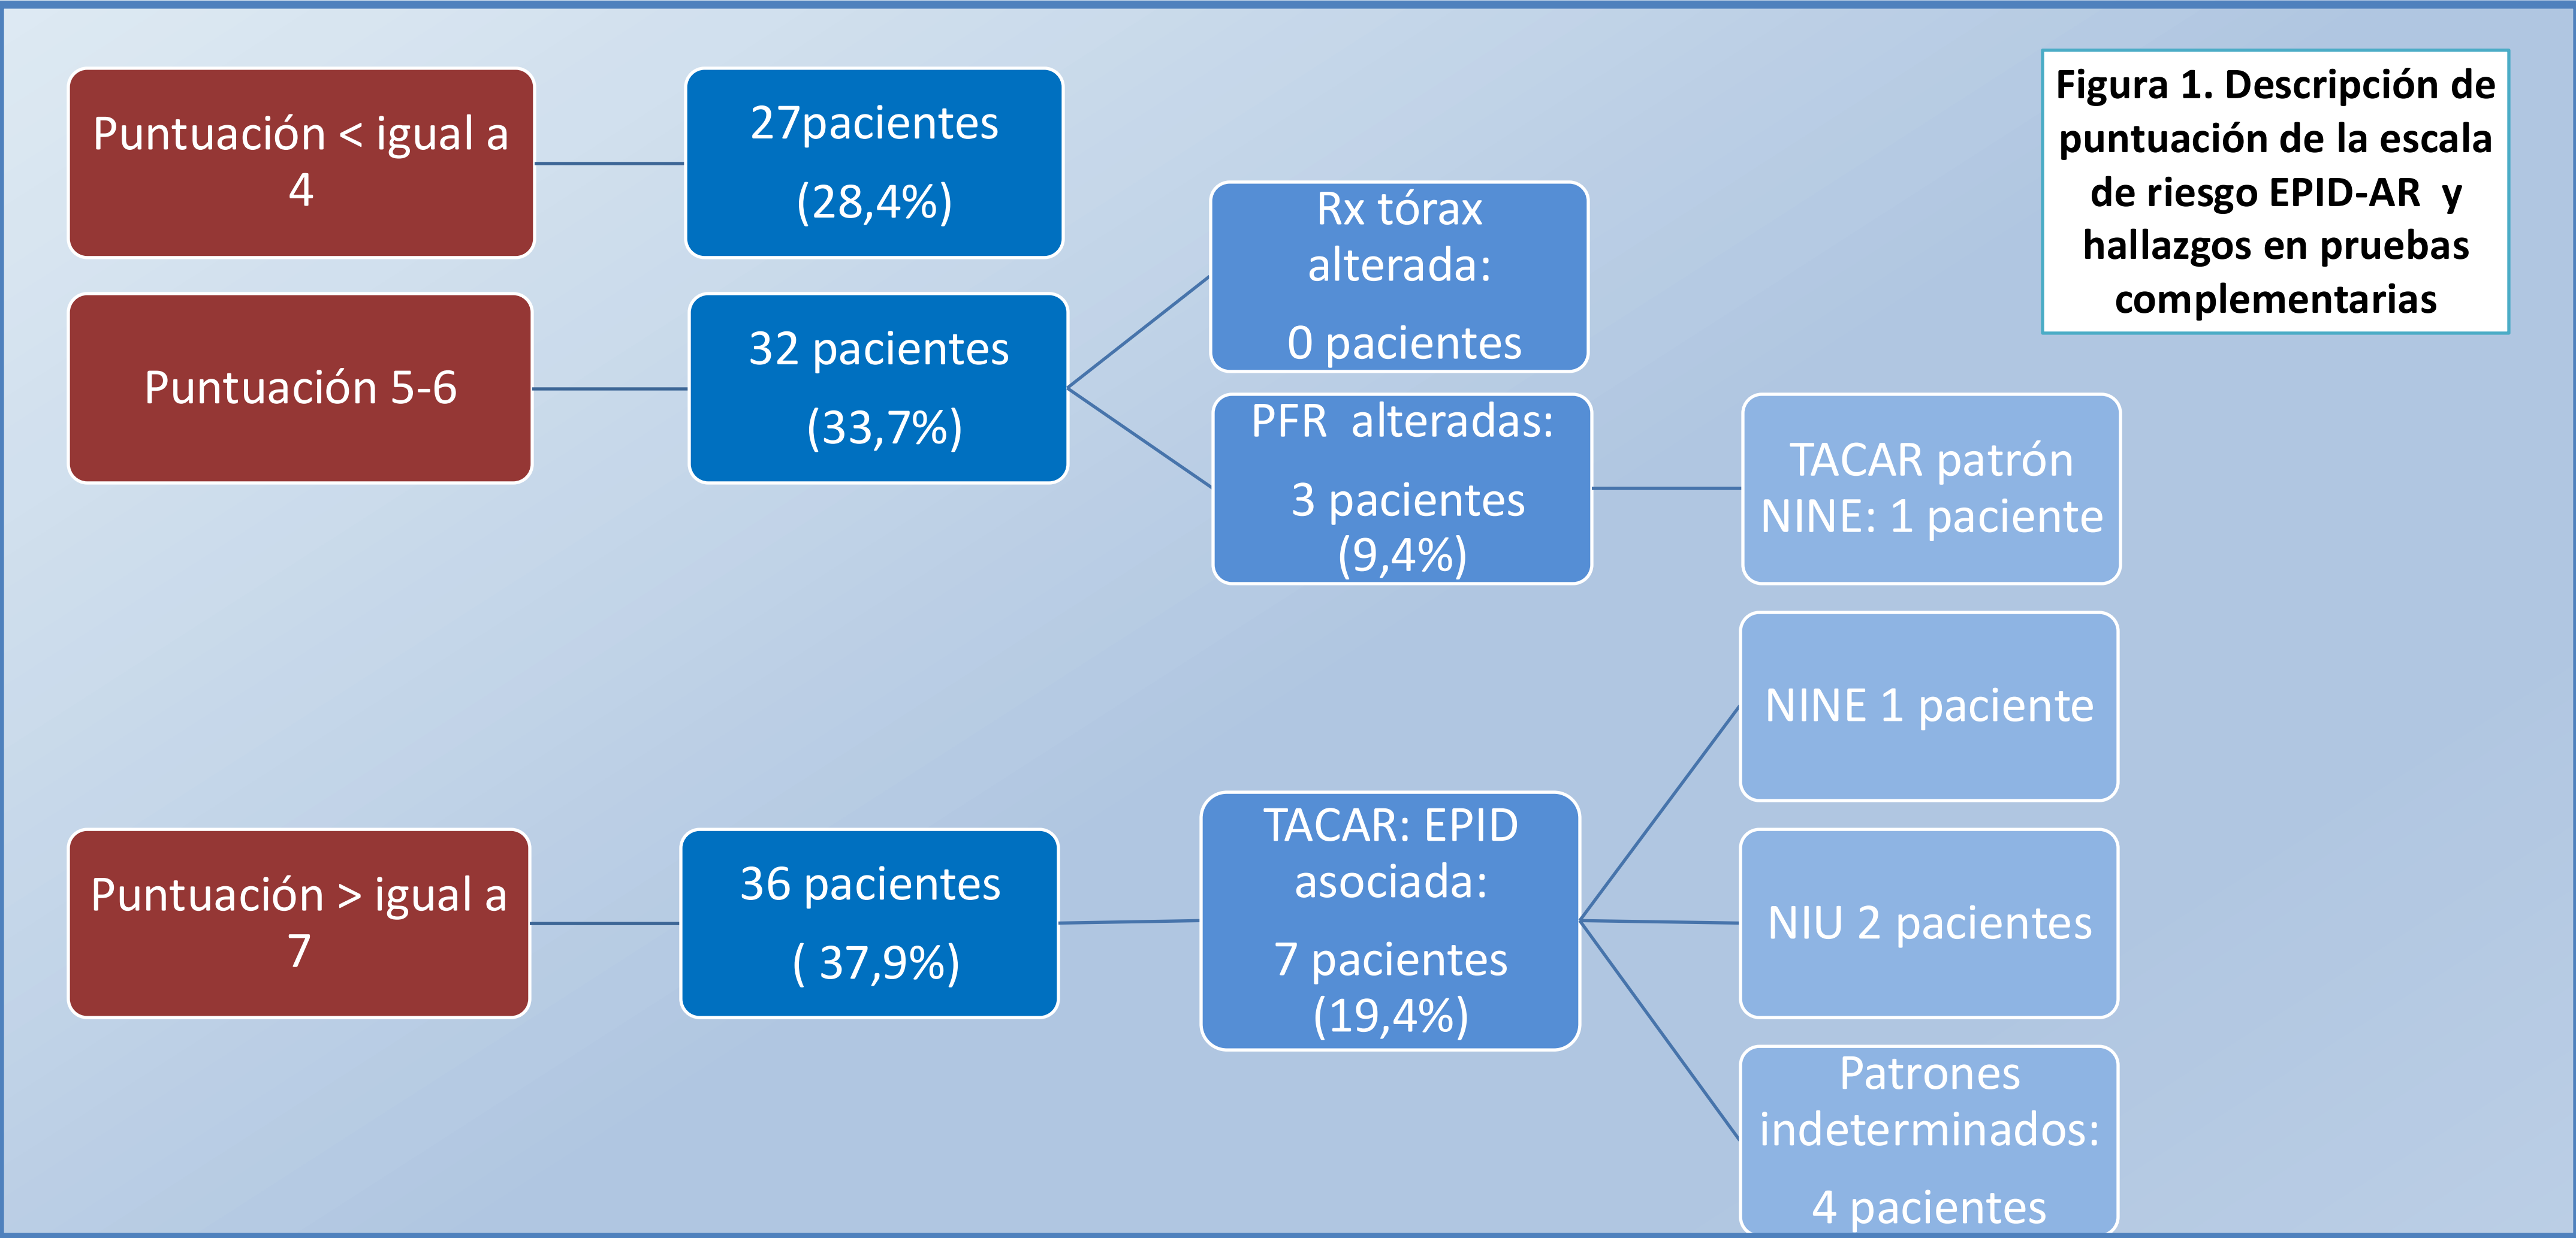 Figura 1. Descripción de
puntuación de la escala
de riesgo EPID-AR y
hallazgos en pruebas
complementarias
Puntuación < igual a
4
27pacientes
(28,4%)
Puntuación 5-6
32 pacientes
(33,7%)
Rx tórax
alterada:
0 pacientes
PFR alteradas:
3 pacientes
(9,4%)
TACAR patrón
NINE: 1 paciente
Puntuación > igual a
7
36 pacientes
( 37,9%)
TACAR: EPID
asociada:
7 pacientes
(19,4%)
NINE 1 paciente
NIU 2 pacientes
Patrones
indeterminados:
4 pacientes